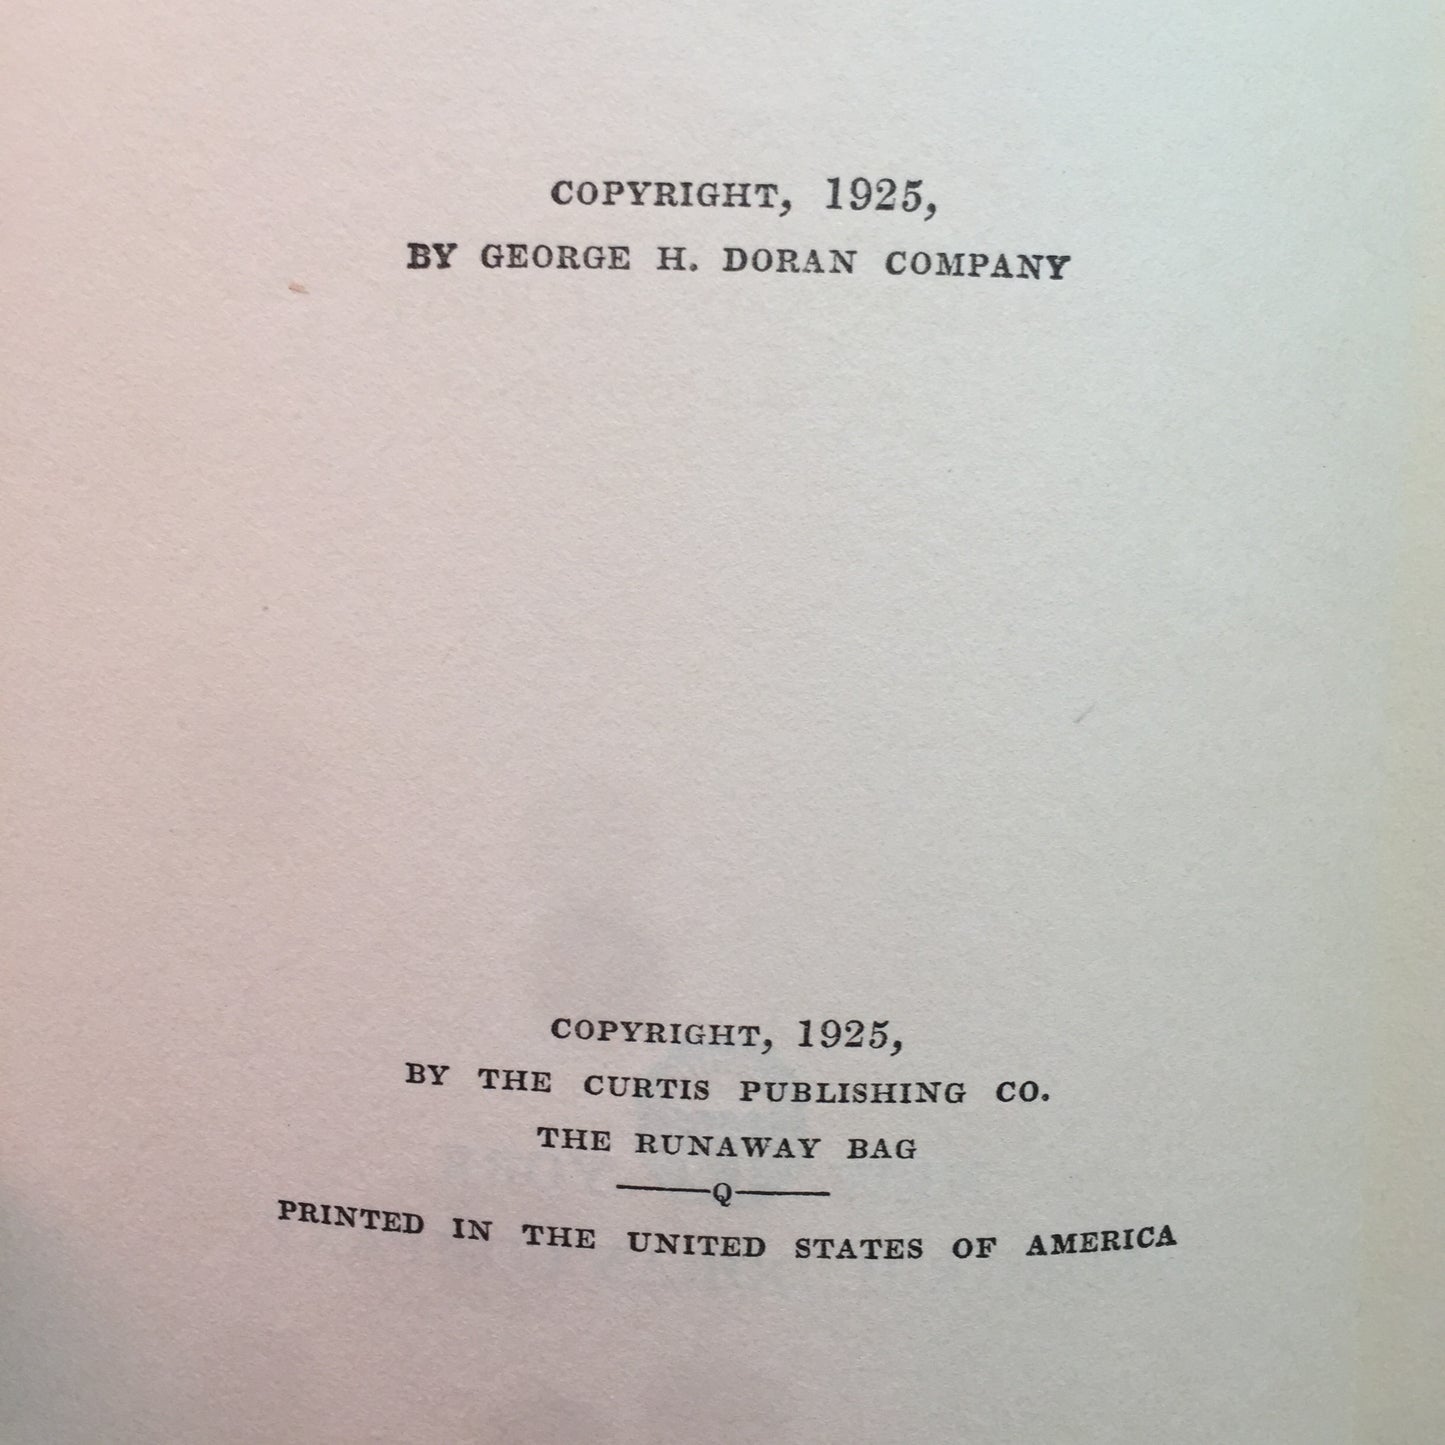 COPYRIGHT, 1925,
BY GEORGE H. DORAN COMPANY
COPYRIGHT, 1925,
BY THE CURTIS PUBLISHING CO.
THE RUNAWAY BAG
Q
PRINTED IN THE UNITED STATES OF AMERICA